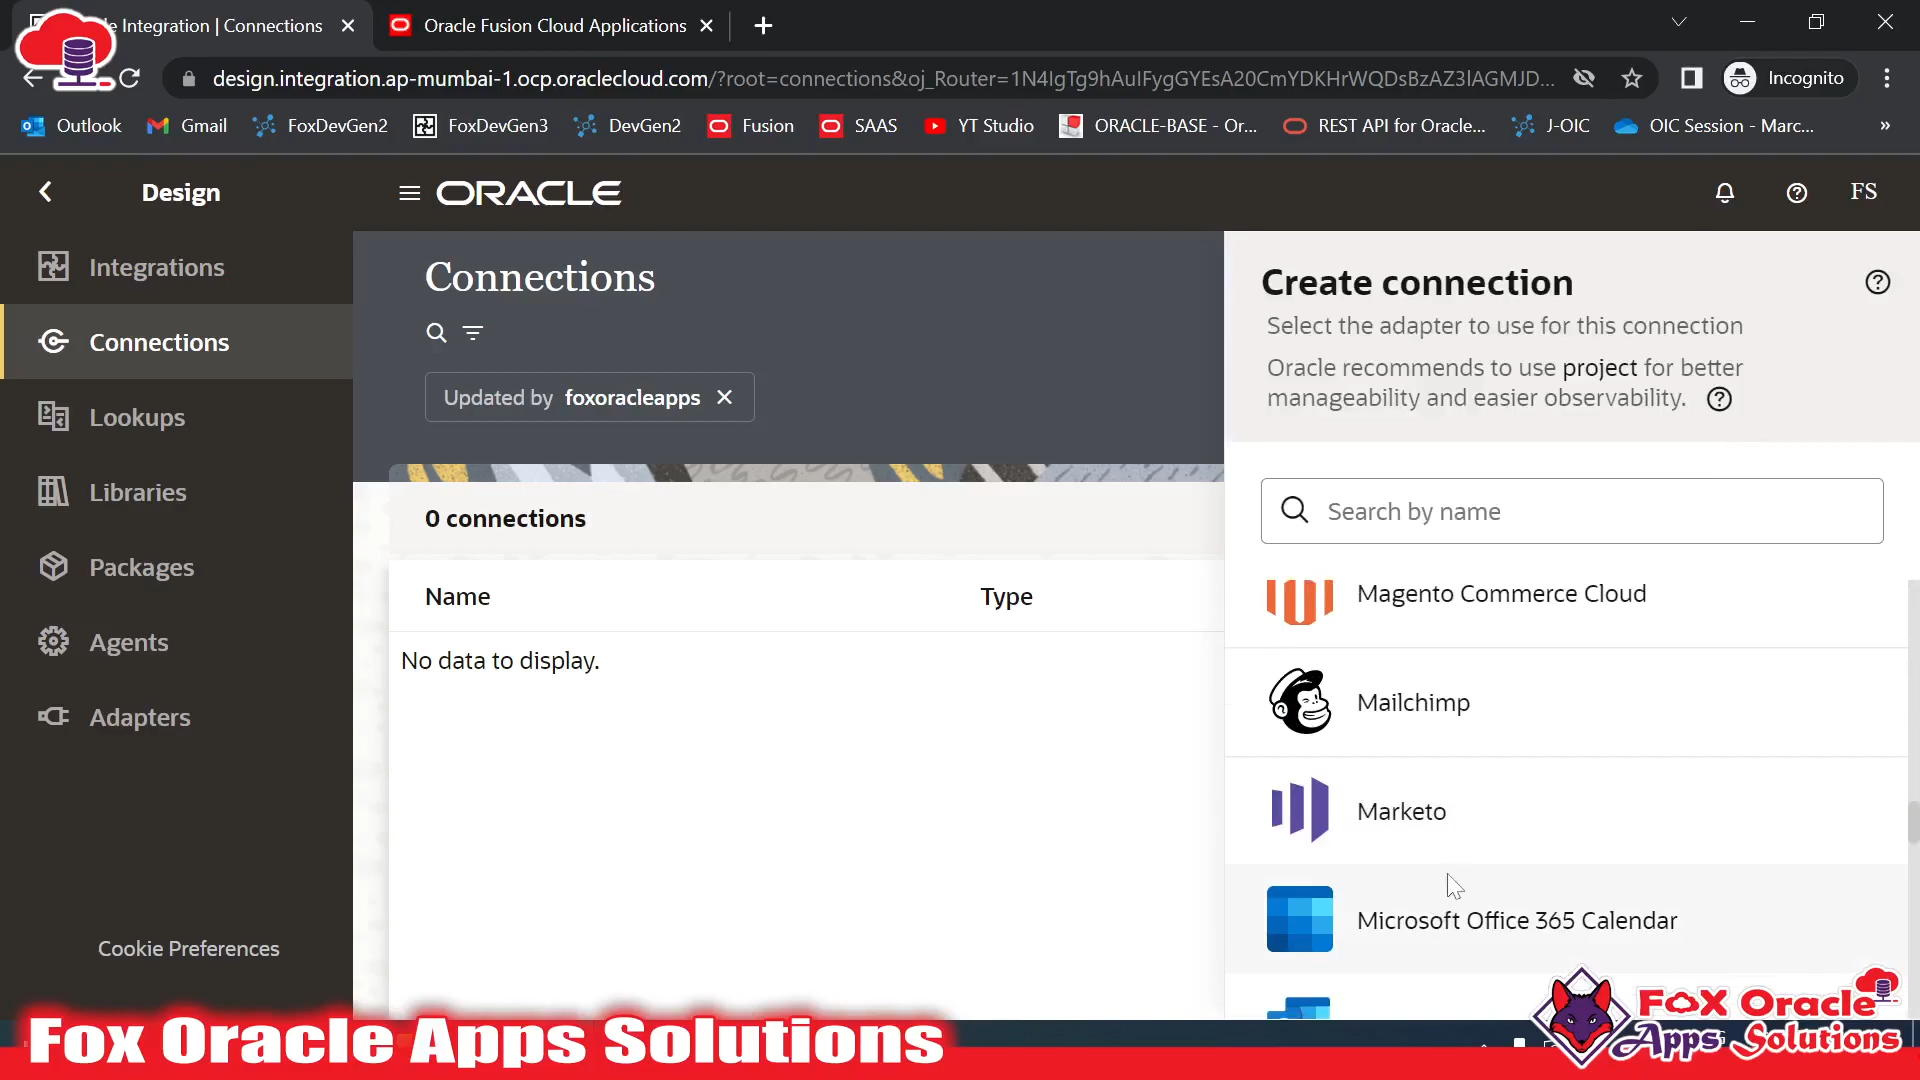 Integration | Connections
Oracle Fusion Cloud Applications
design.integration.ap-mumbai-1.ocp.oraclecloud.com/?root=connections&oj_Router=1N4IgTg9hAuIFygGYEsA20CmYDKHrWQDsBzAZ3lAGMJD...
Incognito
Outlook
Gmail
FoxDevGen2
FoxDevGen3
DevGen2
Fusion
SAAS
YT Studio
ORACLE-BASE - Or...
REST API for Oracle...
J-OIC
OIC Session - Marc...
Design
ORACLE
FS
Integrations
Connections
Lookups
Libraries
Packages
Agents
Adapters
Cookie Preferences
Connections
Updated by foxoracleapps
0 connections
Name Type
No data to display.
Create connection
Select the adapter to use for this connection
Oracle recommends to use project for better
manageability and easier observability.
Search by name
Magento Commerce Cloud
Mailchimp
Marketo
Microsoft Office 365 Calendar
Fox Oracle Apps Solutions
Fox Oracle
Apps Solutions